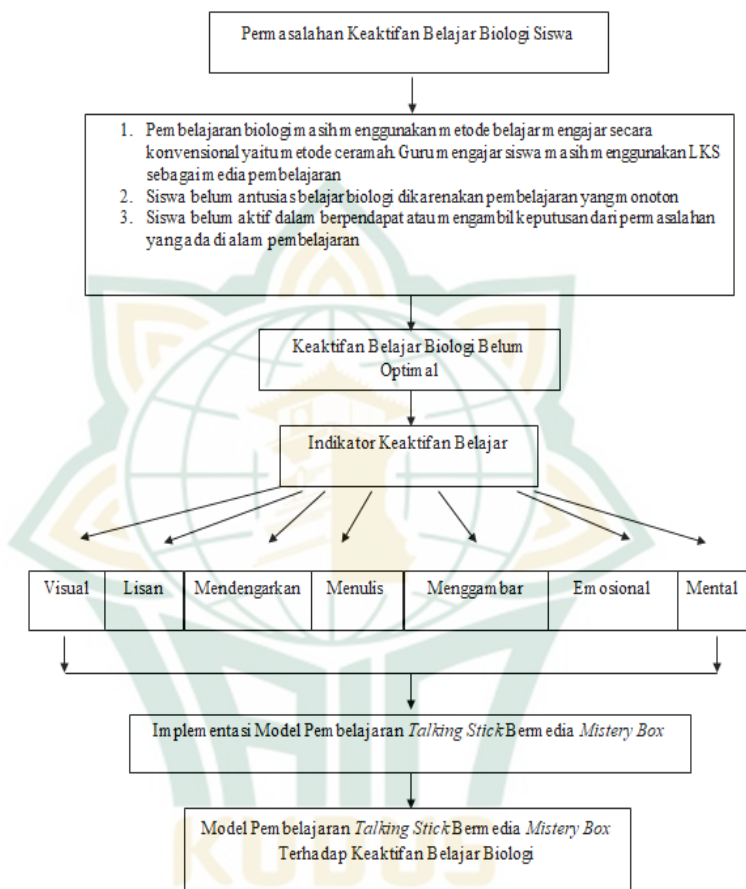 Permasalahan Keaktifan Belajar Biologi Siswa
1. Pembelajaran biologi masih menggunakan metode belajar mengajar secara
konvensional yaitu metode ceramah. Guru mengajar siswa masih menggunakan LKS
sebagai media pembelajaran
2. Siswa belum antusias belajar biologi dikarenakan pembelajaran yang monoton
3. Siswa belum aktif dalam berpendapat atau mengambil keputusan dari permasalahan
yang ada di alam pembelajaran
Keaktifan Belajar Biologi Belum
Optimal
Indikator Keaktifan Belajar
Visual Lisan Mendengarkan Menulis Menggambar Emosional Mental
Implementasi Model Pembelajaran Talking Stick Bermedia Mistery Box
Model Pembelajaran Talking Stick Bermedia Mistery Box
Terhadap Keaktifan Belajar Biologi
KUDUS